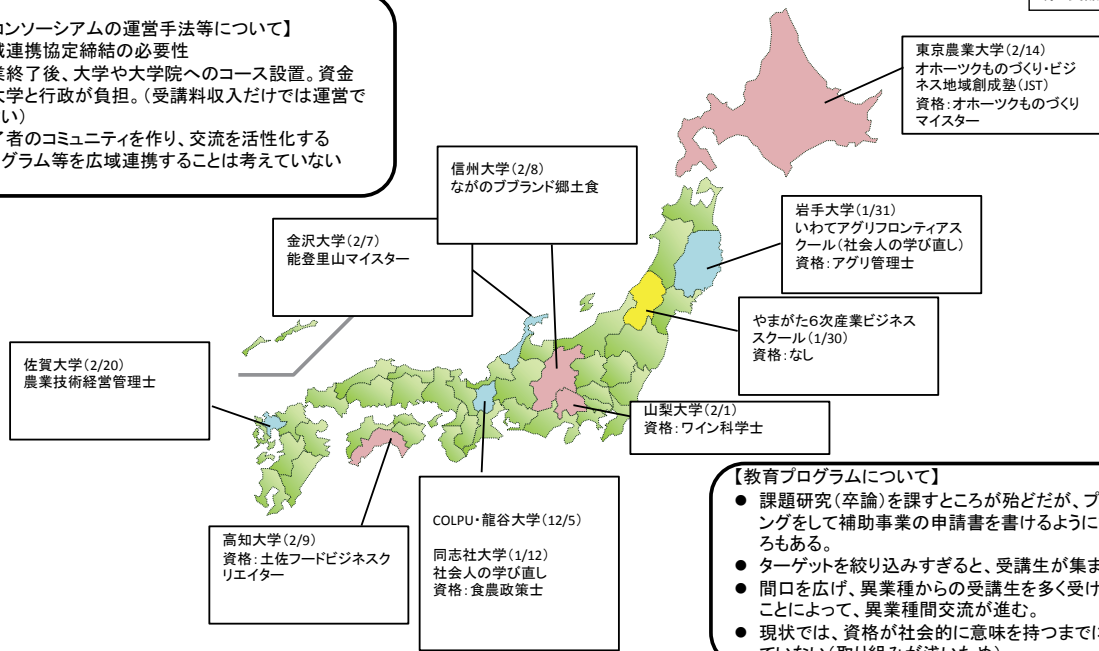 コンソーシアムの運営手法等について】
域連携協定締結の必要性
業終了後、大学や大学院へのコース設置。資金
大学と行政が負担。(受講料収入だけでは運営で
い)
了者のコミュニティを作り、交流を活性化する
グラム等を広域連携することは考えていない
東京農業大学(2/14)
オホーツクものづくり・ビジ
ネス地域創成塾(JST)
資格:オホーツクものづくり
マイスター
信州大学(2/8)
ながのブブランド郷土食
岩手大学(1/31)
いわてアグリフロンティアス
クール(社会人の学び直し)
資格:アグリ管理士
金沢大学(2/7)
能登里山マイスター
やまがた6次産業ビジネス
スクール(1/30)
資格:なし
佐賀大学(2/20)
農業技術経営管理士
山梨大学(2/1)
資格:ワイン科学士
高知大学(2/9)
資格:土佐フードビジネスク
リエイター
COLPU・龍谷大学(12/5)
同志社大学(1/12)
社会人の学び直し
資格:食農政策士
【教育プログラムについて】
● 課題研究(卒論)を課すところが殆どだが、プ
ングをして補助事業の申請書を書けるように
ろもある。
● ターゲットを絞り込みすぎると、受講生が集ま
● 間口を広げ、異業種からの受講生を多く受け
ことによって、異業種間交流が進む。
● 現状では、資格が社会的に意味を持つまでに
ていない(取り組みが浅いため)